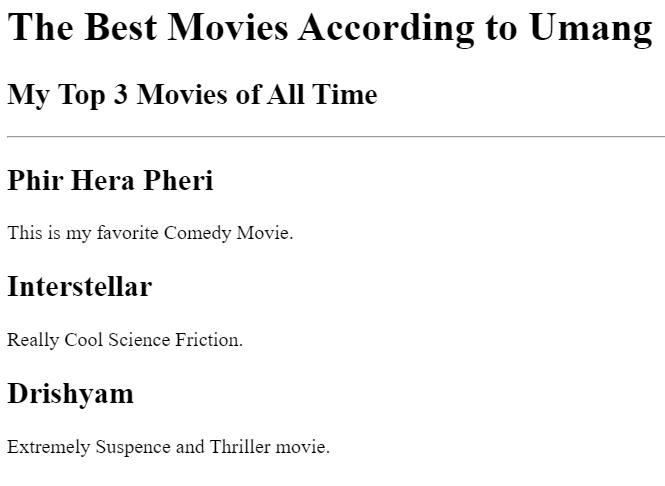 The Best Movies According to Umang
My Top 3 Movies of All Time
Phir Hera Pheri
This is my favorite Comedy Movie.
Interstellar
Really Cool Science Friction.
Drishyam
Extremely Suspence and Thriller movie.